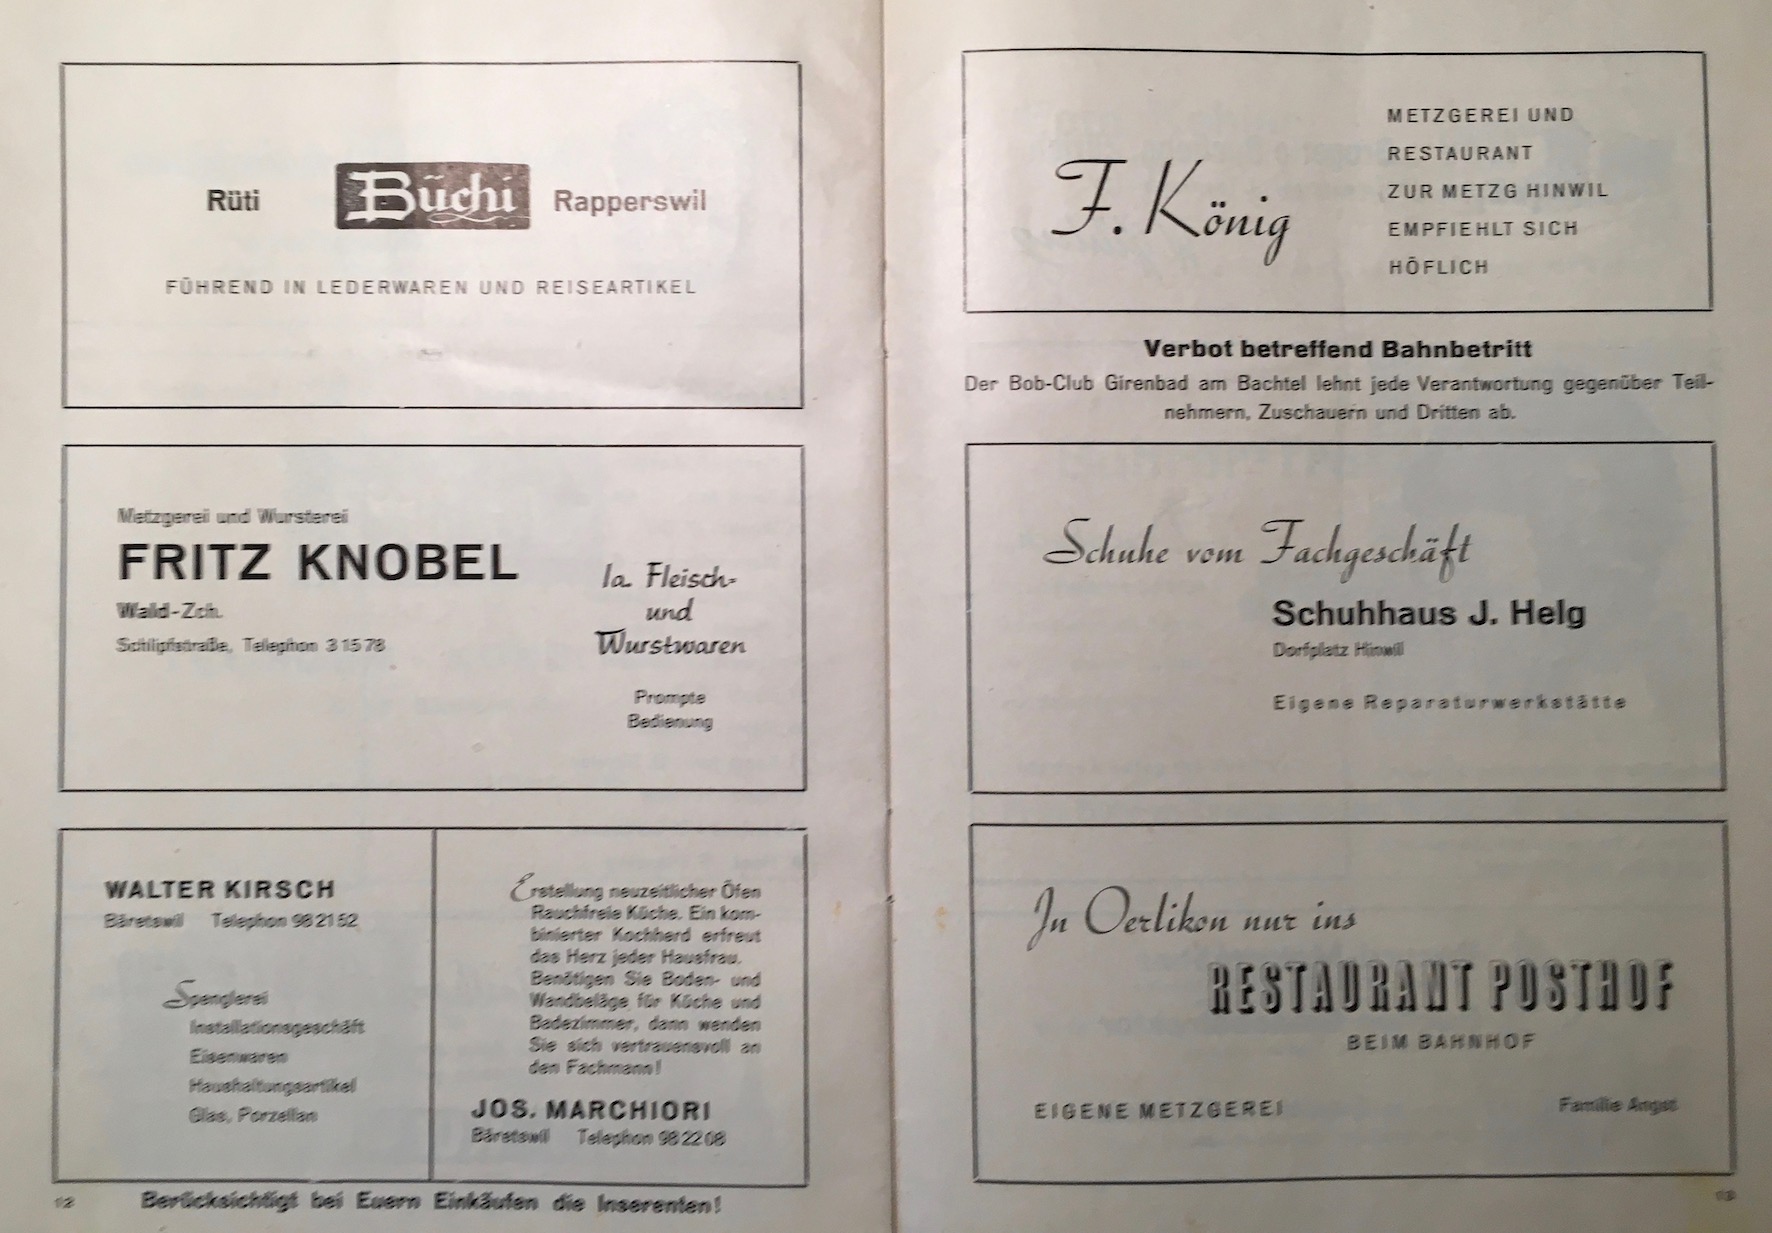 Rüti Büchi Rapperswil
FÜHREND IN LEDERWAREN UND REISEARTIKEL
Metzgerei und Wursterei
FRITZ KNOBEL
Wald-Zch.
Schlipfstraße, Telephon 3 15 78
Ia. Fleisch-
und
Wurstwaren
Prompte
Bedienung
WALTER KIRSCH
Bäretswil Telephon 98 21 52
Spenglerei
Installationsgeschäft
Eisenwaren
Haushaltungsartikel
Glas, Porzellan
Erstellung neuzeitlicher Öfen
Rauchfreie Küche. Ein kom-
binierter Kochherd erfreut
das Herz jeder Hausfrau.
Benötigen Sie Boden- und
Wandbeläge für Küche und
Badezimmer, dann wenden
Sie sich vertrauensvoll an
den Fachmann!
JOS. MARCHIORI
Bäretswil Telephon 98 22 08
12 Berücksichtigt bei Euern Einkäufen die Inserenten!
F. König
METZGEREI UND
RESTAURANT
ZUR METZG HINWIL
EMPFIEHLT SICH
HÖFLICH
Verbot betreffend Bahnbetritt
Der Bob-Club Girenbad am Bachtel lehnt jede Verantwortung gegenüber Teil-
nehmern, Zuschauern und Dritten ab.
Schuhe vom Fachgeschäft
Schuhhaus J. Helg
Dorfplatz Hinwil
Eigene Reparaturwerkstätte
In Oerlikon nur ins
RESTAURANT POSTHOF
BEIM BAHNHOF
EIGENE METZGEREI Familie Angst
13